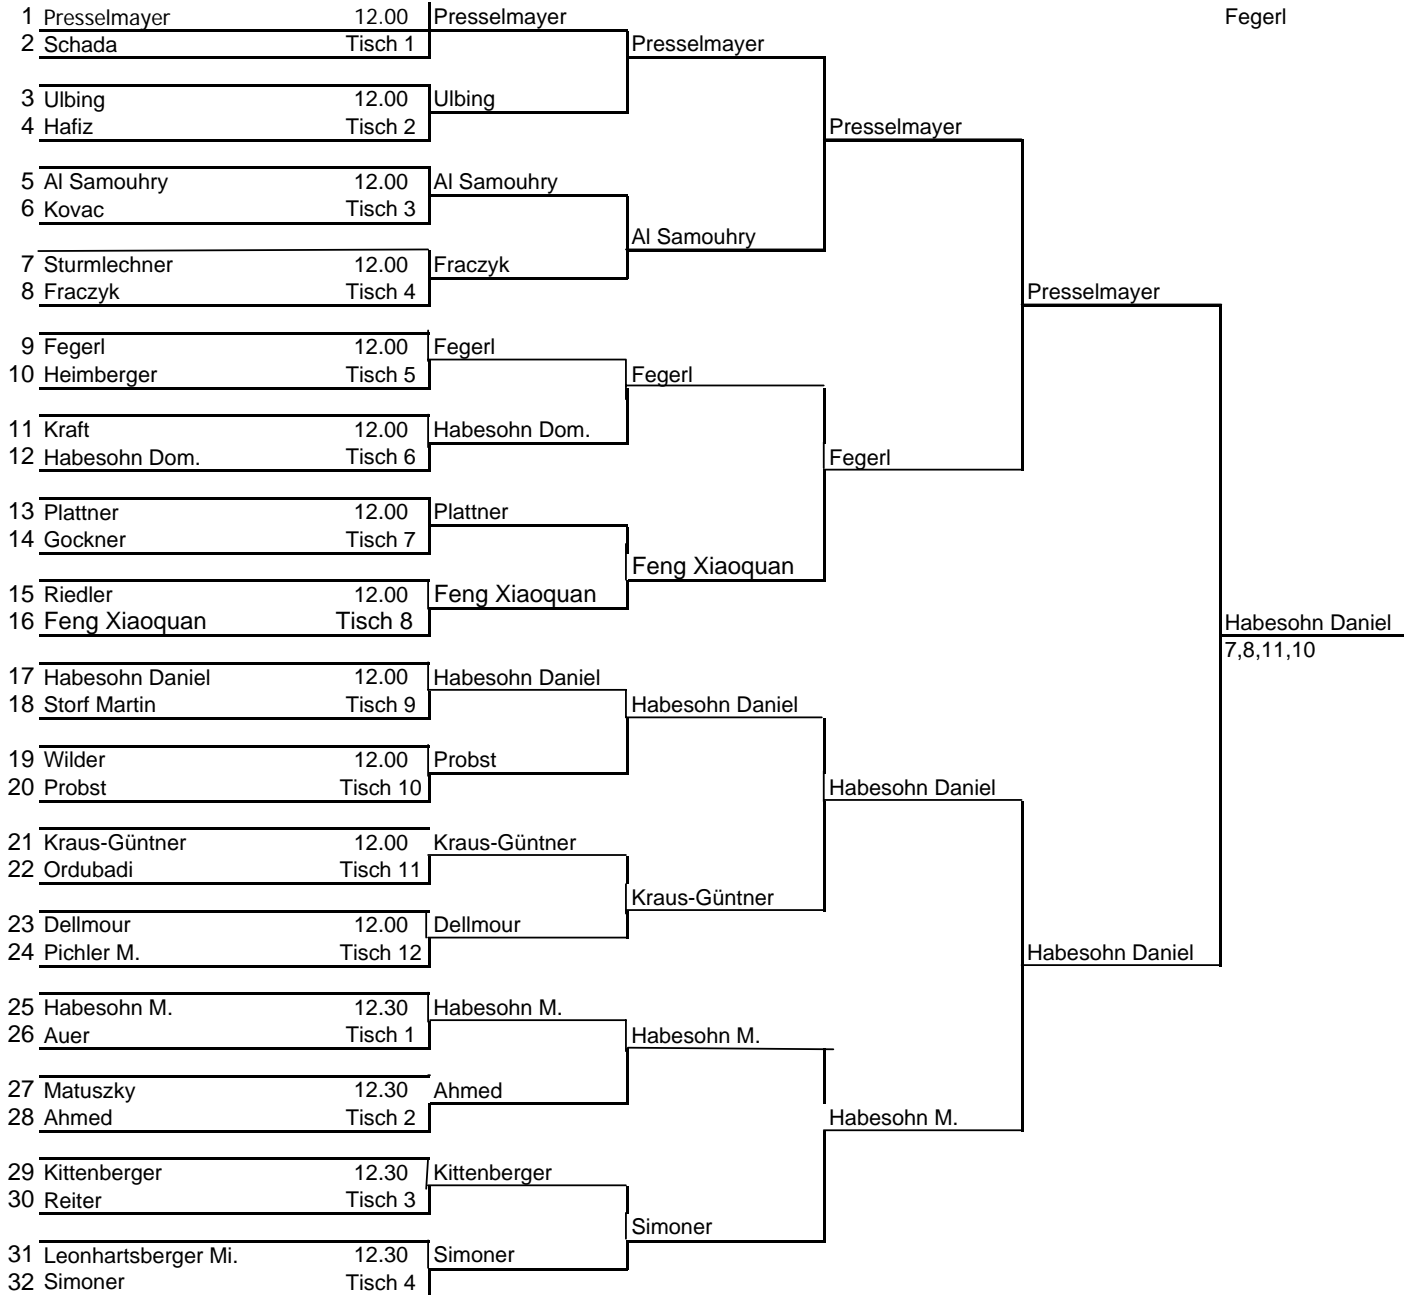 1 Presselmayer 12.00 Presselmayer Fegerl
2 Schada Tisch 1 Presselmayer
3 Ulbing 12.00 Ulbing
4 Hafiz Tisch 2 Presselmayer
5 Al Samouhry 12.00 Al Samouhry
6 Kovac Tisch 3
Al Samouhry
7 Sturmlechner 12.00 Fraczyk
8 Fraczyk Tisch 4 Presselmayer
9 Fegerl 12.00 Fegerl
10 Heimberger Tisch 5 Fegerl
11 Kraft 12.00 Habesohn Dom.
12 Habesohn Dom. Tisch 6 Fegerl
13 Plattner 12.00 Plattner
14 Gockner Tisch 7
Feng Xiaoquan
15 Riedler 12.00 Feng Xiaoquan
16 Feng Xiaoquan Tisch 8 Habesohn Daniel
7,8,11,10
17 Habesohn Daniel 12.00 Habesohn Daniel
18 Storf Martin Tisch 9 Habesohn Daniel
19 Wilder 12.00 Probst
20 Probst Tisch 10 Habesohn Daniel
21 Kraus-Güntner 12.00 Kraus-Güntner
22 Ordubadi Tisch 11
Kraus-Güntner
23 Dellmour 12.00 Dellmour
24 Pichler M. Tisch 12 Habesohn Daniel
25 Habesohn M. 12.30 Habesohn M.
26 Auer Tisch 1 Habesohn M.
27 Matuszky 12.30 Ahmed
28 Ahmed Tisch 2 Habesohn M.
29 Kittenberger 12.30 Kittenberger
30 Reiter Tisch 3
Simoner
31 Leonhartsberger Mi. 12.30 Simoner
32 Simoner Tisch 4